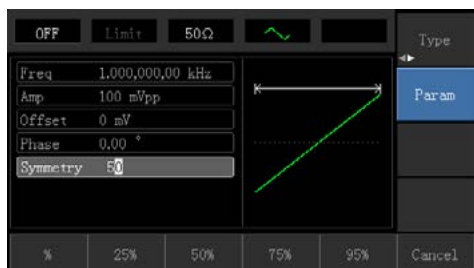 OFF Limit 50Ω Type
Freq 1.000,000,00 kHz
Amp 100 mVpp
Param
Offset 0 mV
Phase 0.00 °
Symmetry 50
% 25% 50% 75% 95% Cancel